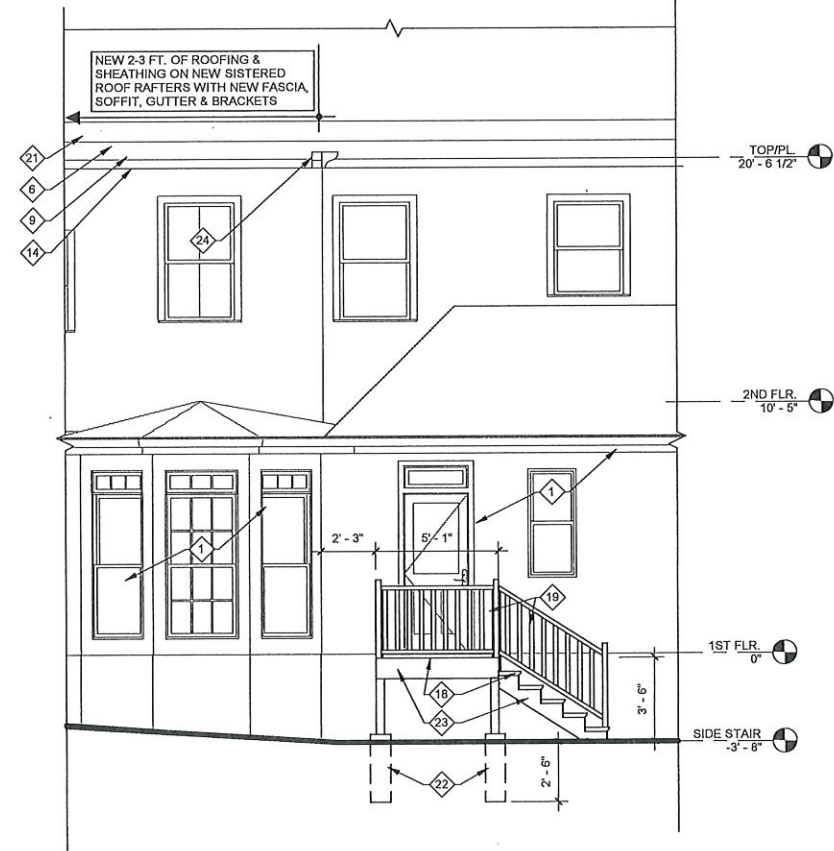 NEW 2-3 FT. OF ROOFING &
SHEATHING ON NEW SISTERED
ROOF RAFTERS WITH NEW FASCIA,
SOFFIT, GUTTER & BRACKETS
21
6
9
14
24
TOP/PL.
20' - 6 1/2"
2ND FLR.
10' - 5"
1
1
2' - 3"
5' - 1"
19
1ST FLR.
0"
18
23
3' - 6"
SIDE STAIR
-3' - 8"
22
2' - 6"